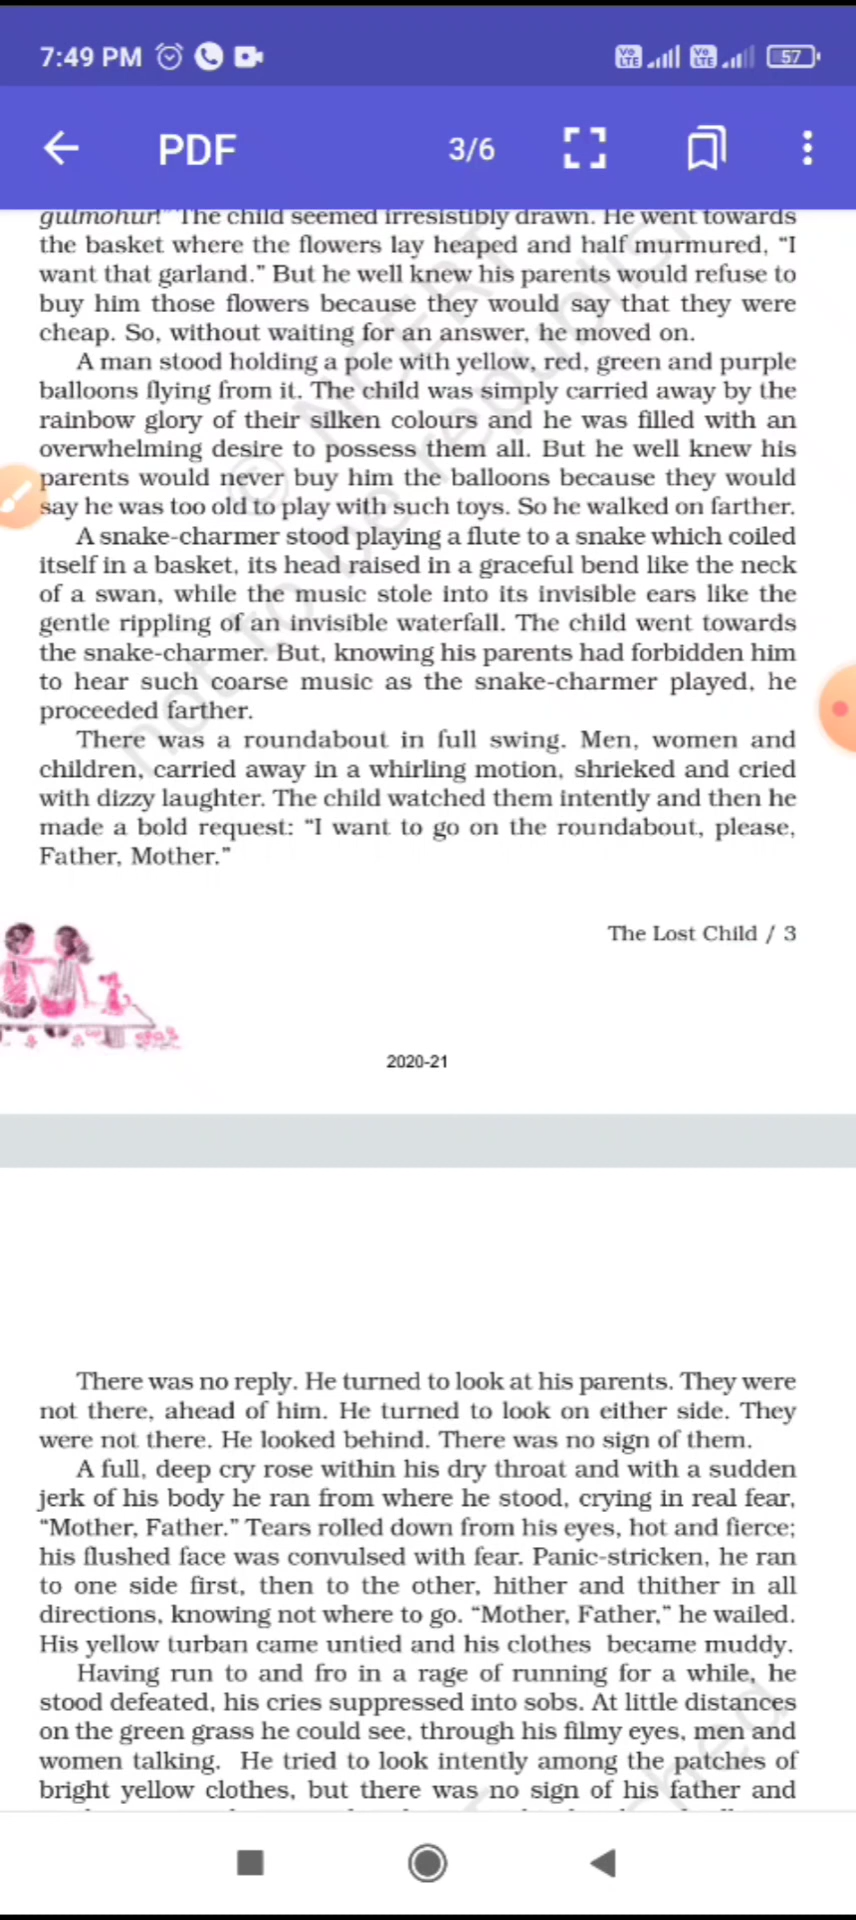 7:49 PM
Vo LTE
Vo LTE
57
PDF
3/6
gulmohur!" The child seemed irresistibly drawn. He went towards
the basket where the flowers lay heaped and half murmured, “I
want that garland.” But he well knew his parents would refuse to
buy him those flowers because they would say that they were
cheap. So, without waiting for an answer, he moved on.
A man stood holding a pole with yellow, red, green and purple
balloons flying from it. The child was simply carried away by the
rainbow glory of their silken colours and he was filled with an
overwhelming desire to possess them all. But he well knew his
parents would never buy him the balloons because they would
say he was too old to play with such toys. So he walked on farther.
A snake-charmer stood playing a flute to a snake which coiled
itself in a basket, its head raised in a graceful bend like the neck
of a swan, while the music stole into its invisible ears like the
gentle rippling of an invisible waterfall. The child went towards
the snake-charmer. But, knowing his parents had forbidden him
to hear such coarse music as the snake-charmer played, he
proceeded farther.
There was a roundabout in full swing. Men, women and
children, carried away in a whirling motion, shrieked and cried
with dizzy laughter. The child watched them intently and then he
made a bold request: “I want to go on the roundabout, please,
Father, Mother.”
The Lost Child / 3
2020-21
There was no reply. He turned to look at his parents. They were
not there, ahead of him. He turned to look on either side. They
were not there. He looked behind. There was no sign of them.
A full, deep cry rose within his dry throat and with a sudden
jerk of his body he ran from where he stood, crying in real fear,
“Mother, Father.” Tears rolled down from his eyes, hot and fierce;
his flushed face was convulsed with fear. Panic-stricken, he ran
to one side first, then to the other, hither and thither in all
directions, knowing not where to go. “Mother, Father,” he wailed.
His yellow turban came untied and his clothes became muddy.
Having run to and fro in a rage of running for a while, he
stood defeated, his cries suppressed into sobs. At little distances
on the green grass he could see, through his filmy eyes, men and
women talking. He tried to look intently among the patches of
bright yellow clothes, but there was no sign of his father and